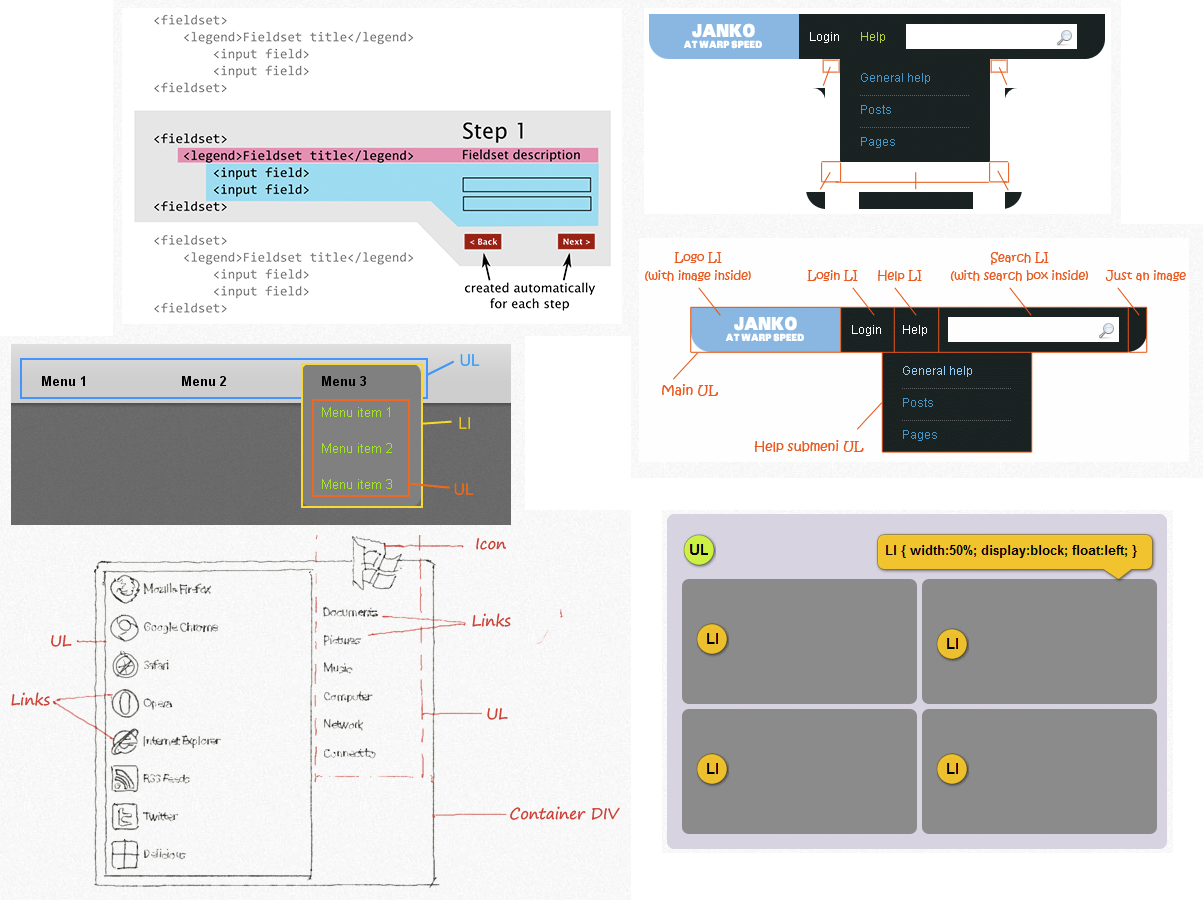 <fieldset>
<legend>Fieldset title</legend>
<input field>
<input field>
<fieldset>
<fieldset>
<legend>Fieldset title</legend>
<input field>
<input field>
<fieldset>
Step 1
Fieldset description
< Back
Next >
created automatically
for each step
<fieldset>
<legend>Fieldset title</legend>
<input field>
<input field>
<fieldset>
JANKO
AT WARP SPEED
Login
Help
General help
Posts
Pages
Logo LI
(with image inside)
Login LI
Help LI
Search LI
(with search box inside)
Just an image
JANKO
AT WARP SPEED
Login
Help
General help
Posts
Pages
Main UL
Help submeni UL
Menu 1
Menu 2
Menu 3
UL
Menu item 1
LI
Menu item 2
Menu item 3
UL
Icon
Mozilla Firefox
Google Chrome
Safari
Opera
Internet Explorer
RSS Feeds
Twitter
Delicious
UL
Links
Documents
Pictures
Music
Computer
Network
Connect to
Links
UL
Container DIV
UL
LI { width:50%; display:block; float:left; }
LI
LI
LI
LI